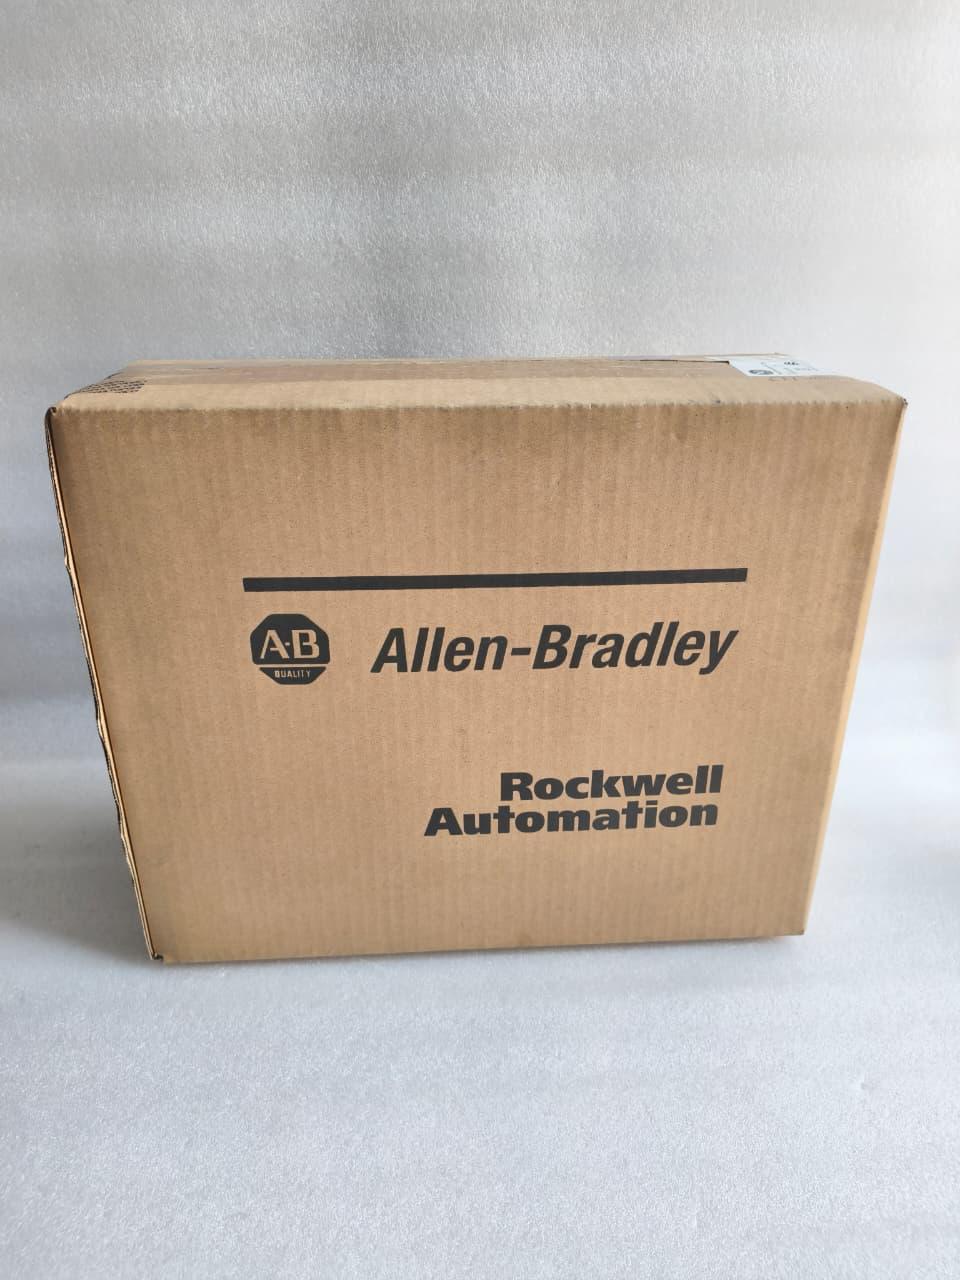 A-B
QUALITY
Allen-Bradley
Rockwell
Automation